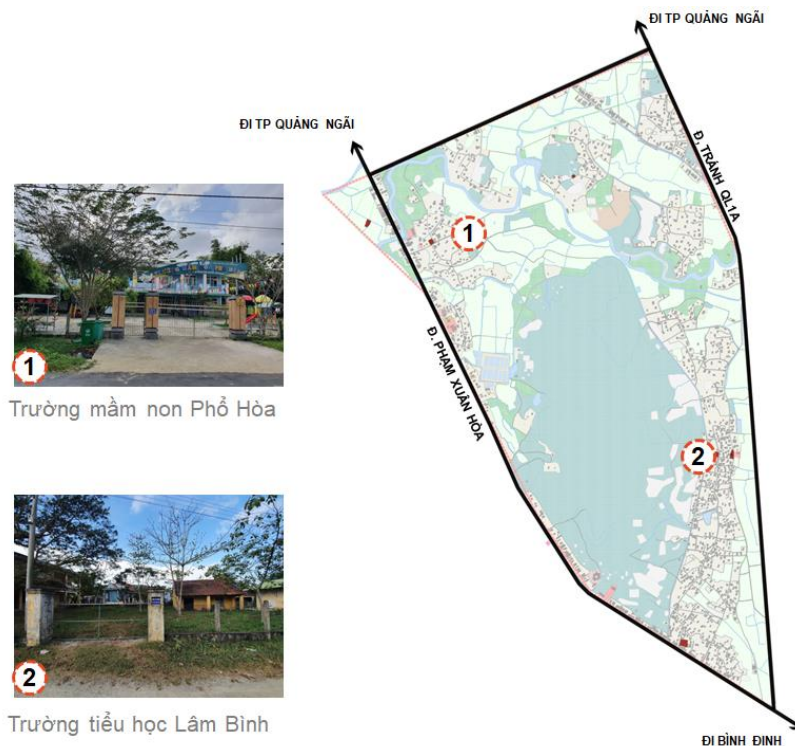 ĐI TP QUẢNG NGÃI
ĐI TP QUẢNG NGÃI
Đ. TRÁNH QL1A
1
1
Trường mầm non Phổ Hòa
Đ. PHẠM XUÂN HÒA
2
2
Trường tiểu học Lâm Bình
ĐI BÌNH ĐỊNH